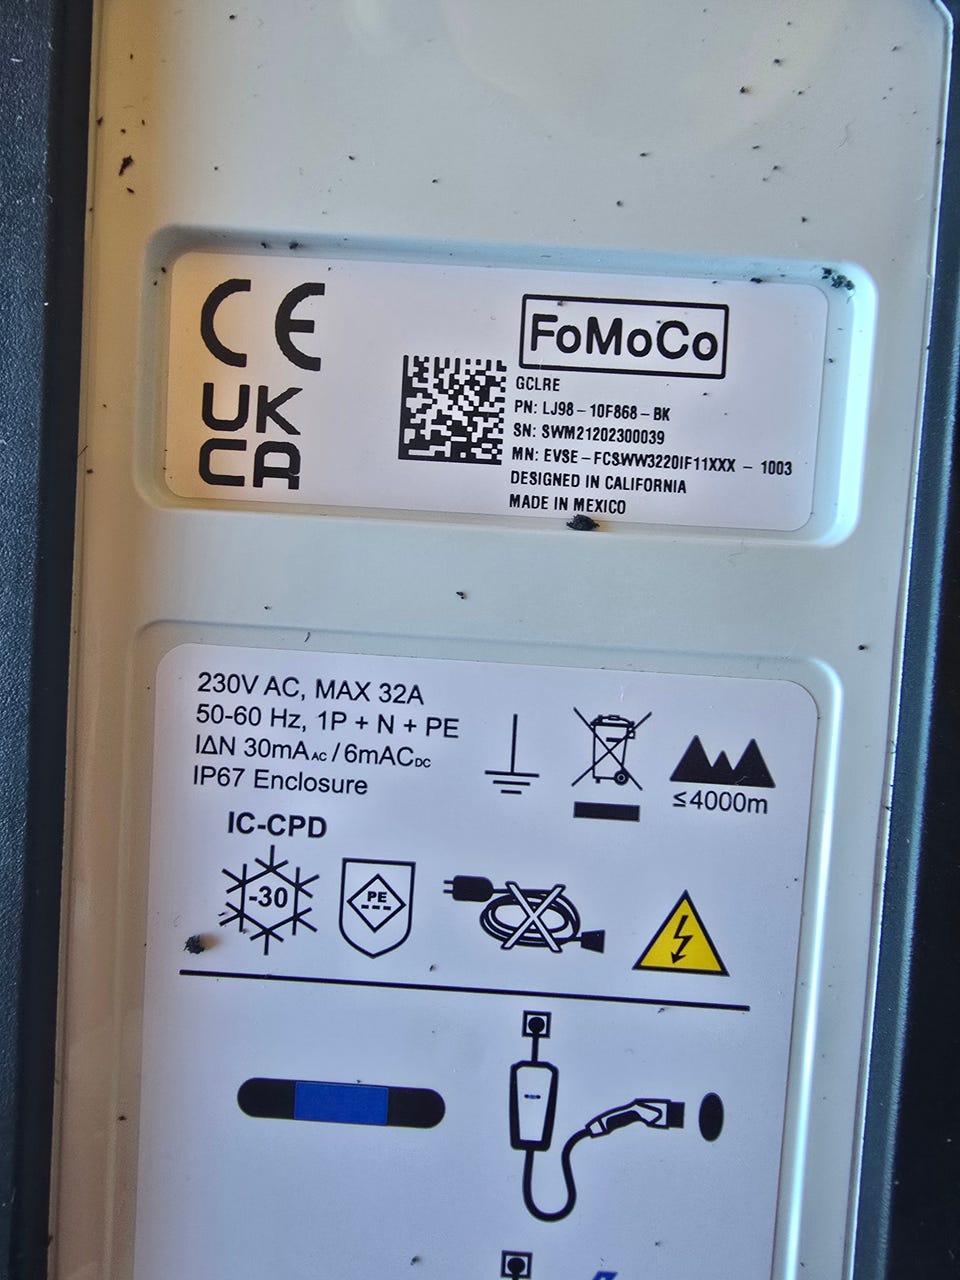 CE
UK
CA
FoMoCo
GCLRE
PN: LJ98-10F868-BK
SN: SWM21202300039
MN: EVSE-FCSWW3220IF11XXX - 1003
DESIGNED IN CALIFORNIA
MADE IN MEXICO
230V AC, MAX 32A
50-60 Hz, 1P + N + PE
IΔN 30mAAC / 6mACDC
IP67 Enclosure
≤4000m
IC-CPD
-30
PE